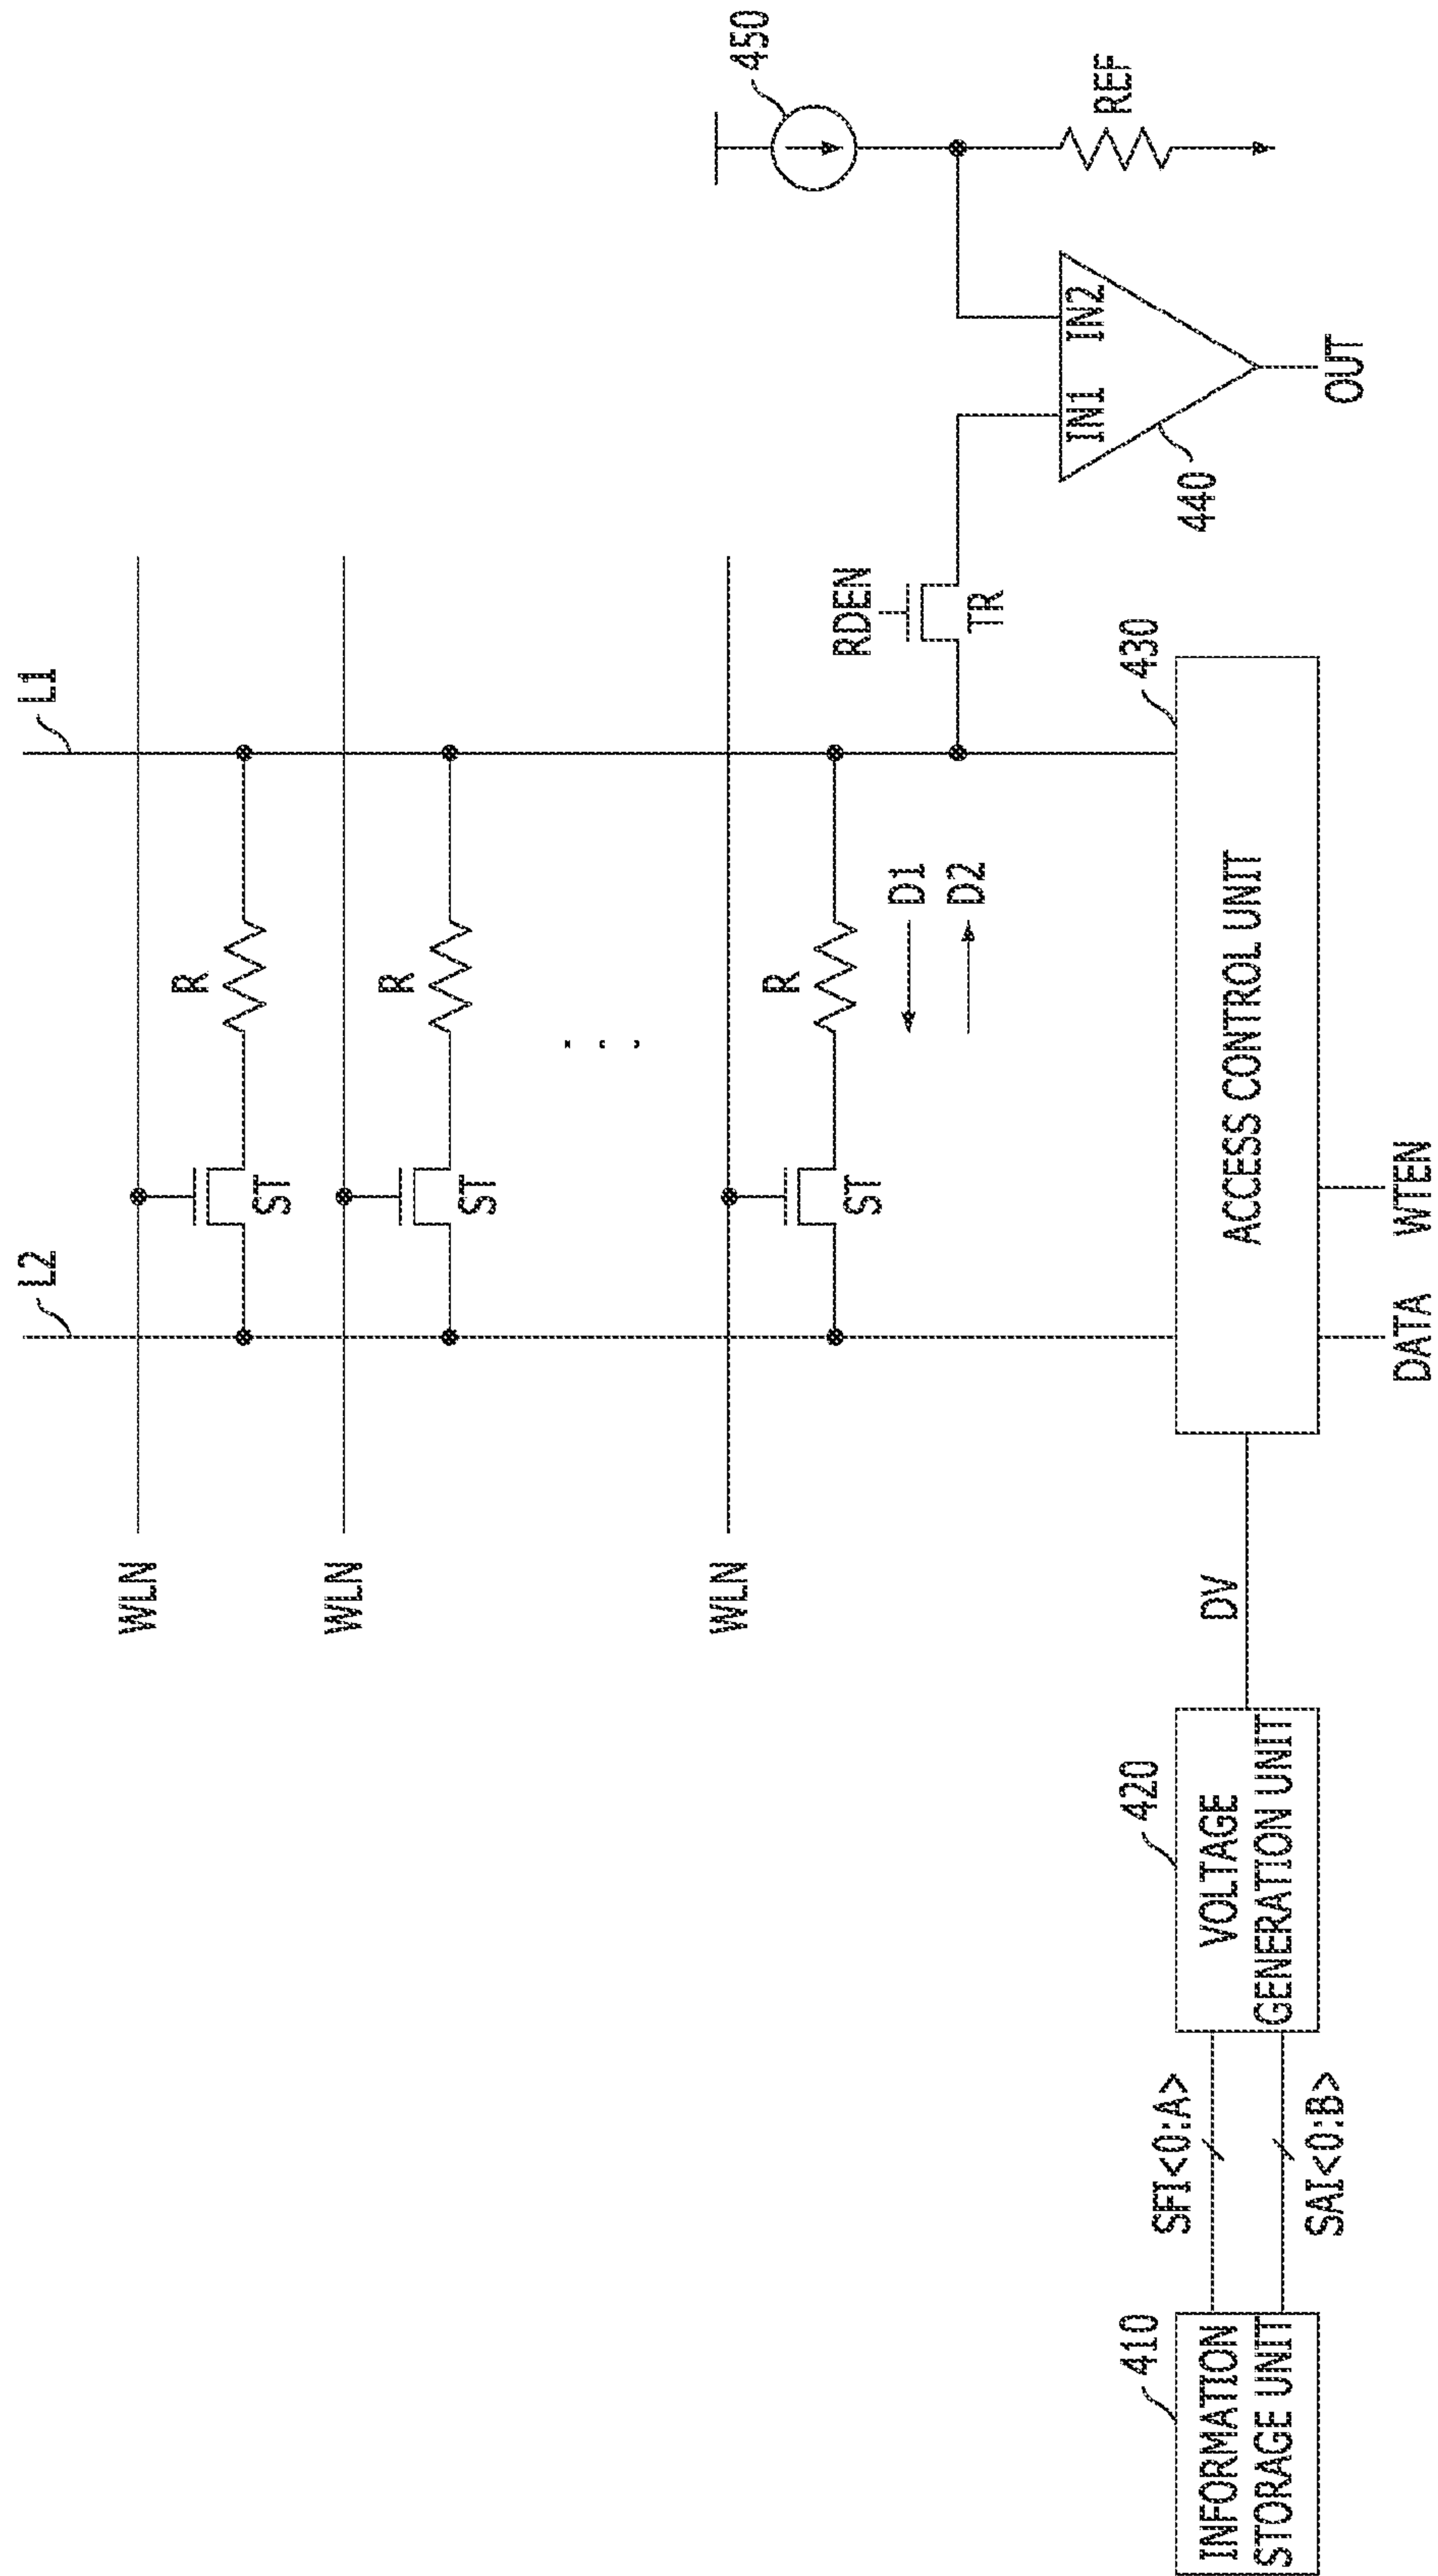 L2
L1
WLN
ST
R
WLN
ST
R
WLN
ST
R
D1
D2
RDEN
TR
450
REF
IN1 IN2
440
OUT
410
INFORMATION
STORAGE UNIT
SFI<0:A>
SAI<0:B>
420
VOLTAGE
GENERATION UNIT
DV
430
ACCESS CONTROL UNIT
DATA
WTEN